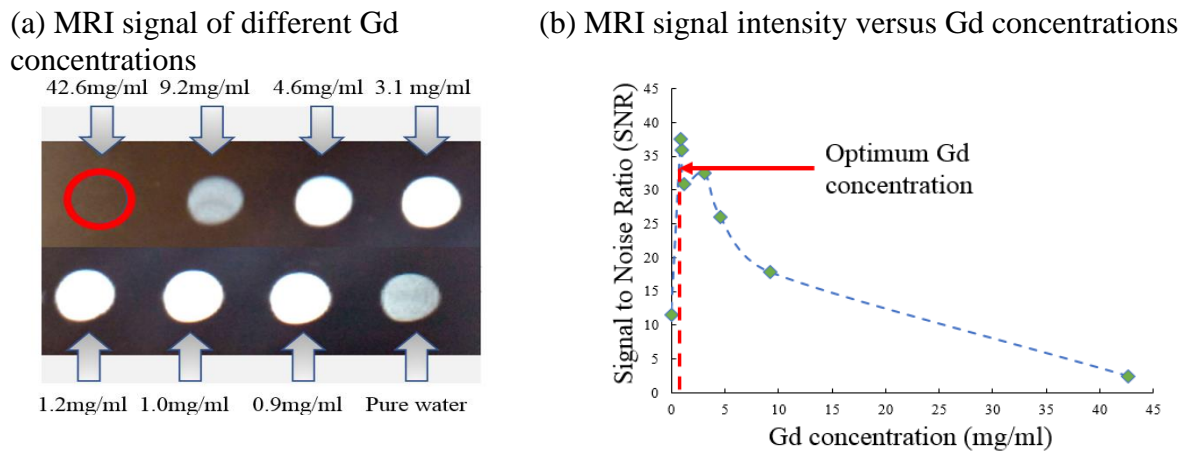 (a) MRI signal of different Gd
concentrations
42.6mg/ml 9.2mg/ml 4.6mg/ml 3.1 mg/ml
1.2mg/ml 1.0mg/ml 0.9mg/ml Pure water
(b) MRI signal intensity versus Gd concentrations
Signal to Noise Ratio (SNR)
45
40
35
30
25
20
15
10
5
0
Optimum Gd
concentration
0 5 10 15 20 25 30 35 40 45
Gd concentration (mg/ml)